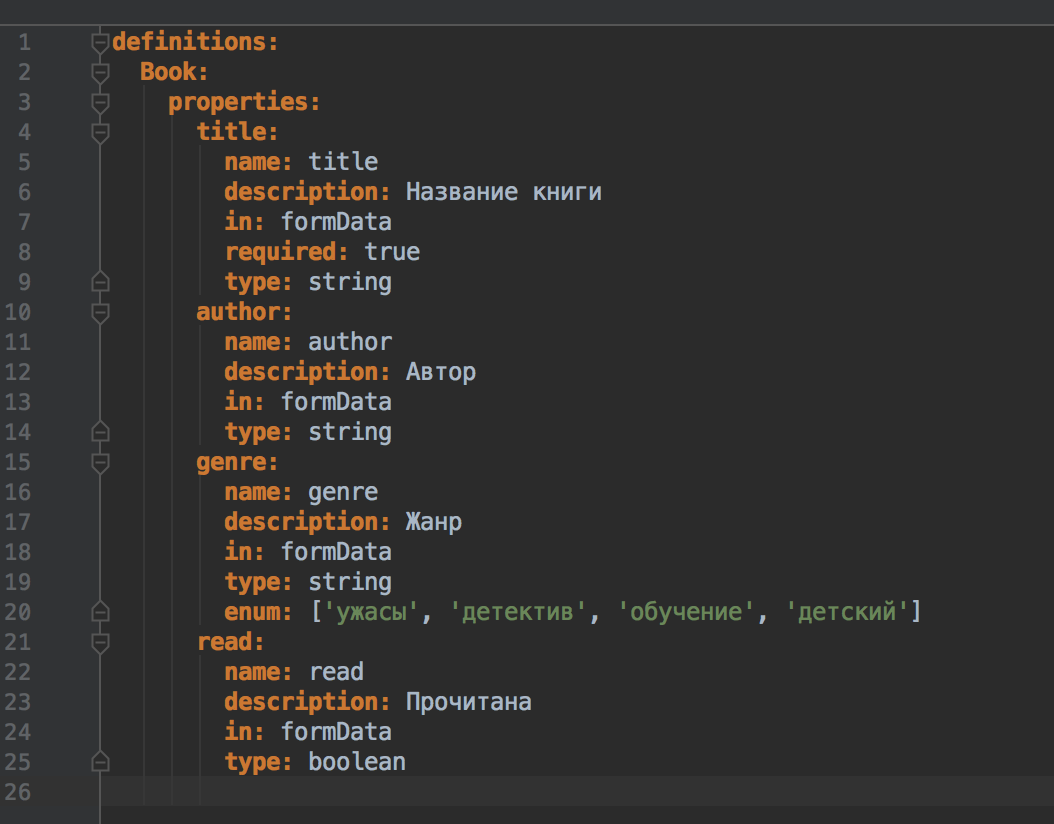 1 definitions:
2 Book:
3 properties:
4 title:
5 name: title
6 description: Название книги
7 in: formData
8 required: true
9 type: string
10 author:
11 name: author
12 description: Автор
13 in: formData
14 type: string
15 genre:
16 name: genre
17 description: Жанр
18 in: formData
19 type: string
20 enum: ['ужасы', 'детектив', 'обучение', 'детский']
21 read:
22 name: read
23 description: Прочитана
24 in: formData
25 type: boolean
26